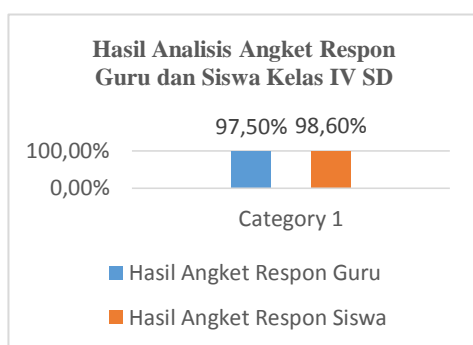 Hasil Analisis Angket Respon
Guru dan Siswa Kelas IV SD
97,50% 98,60%
100,00%
0,00%
Category 1
Hasil Angket Respon Guru
Hasil Angket Respon Siswa